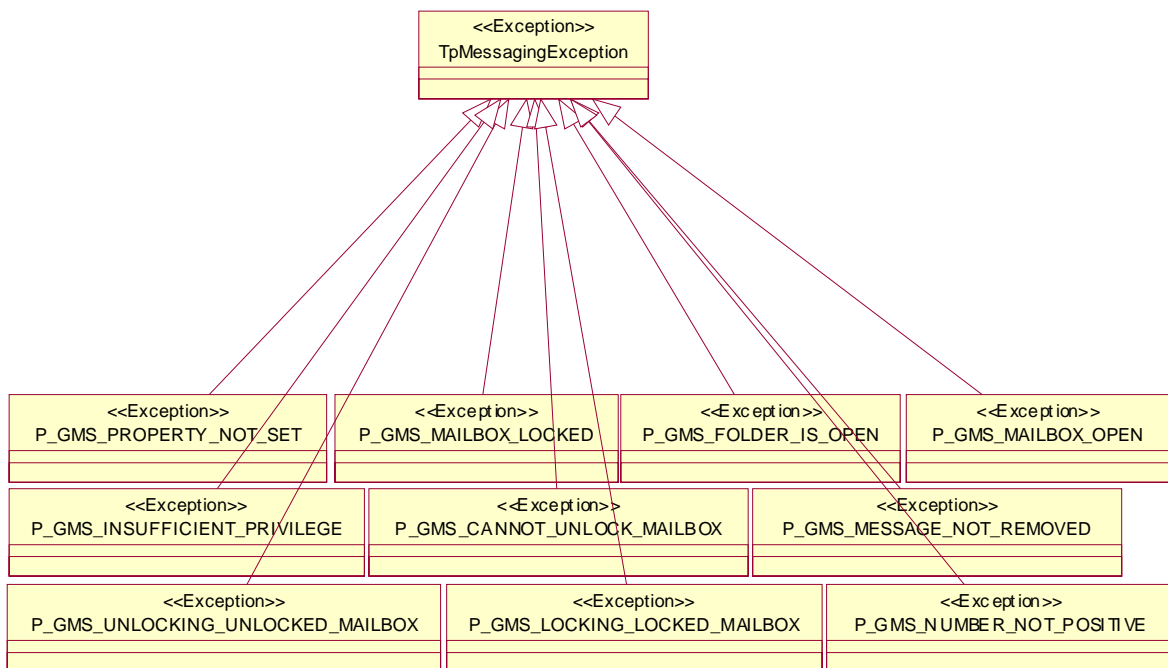 <<Exception>>
TpMessagingException
<<Exception>>
P_GMS_PROPERTY_NOT_SET
<<Exception>>
P_GMS_MAILBOX_LOCKED
<<Exception>>
P_GMS_FOLDER_IS_OPEN
<<Exception>>
P_GMS_MAILBOX_OPEN
<<Exception>>
P_GMS_INSUFFICIENT_PRIVILEGE
<<Exception>>
P_GMS_CANNOT_UNLOCK_MAILBOX
<<Exception>>
P_GMS_MESSAGE_NOT_REMOVED
<<Exception>>
P_GMS_UNLOCKING_UNLOCKED_MAILBOX
<<Exception>>
P_GMS_LOCKING_LOCKED_MAILBOX
<<Exception>>
P_GMS_NUMBER_NOT_POSITIVE